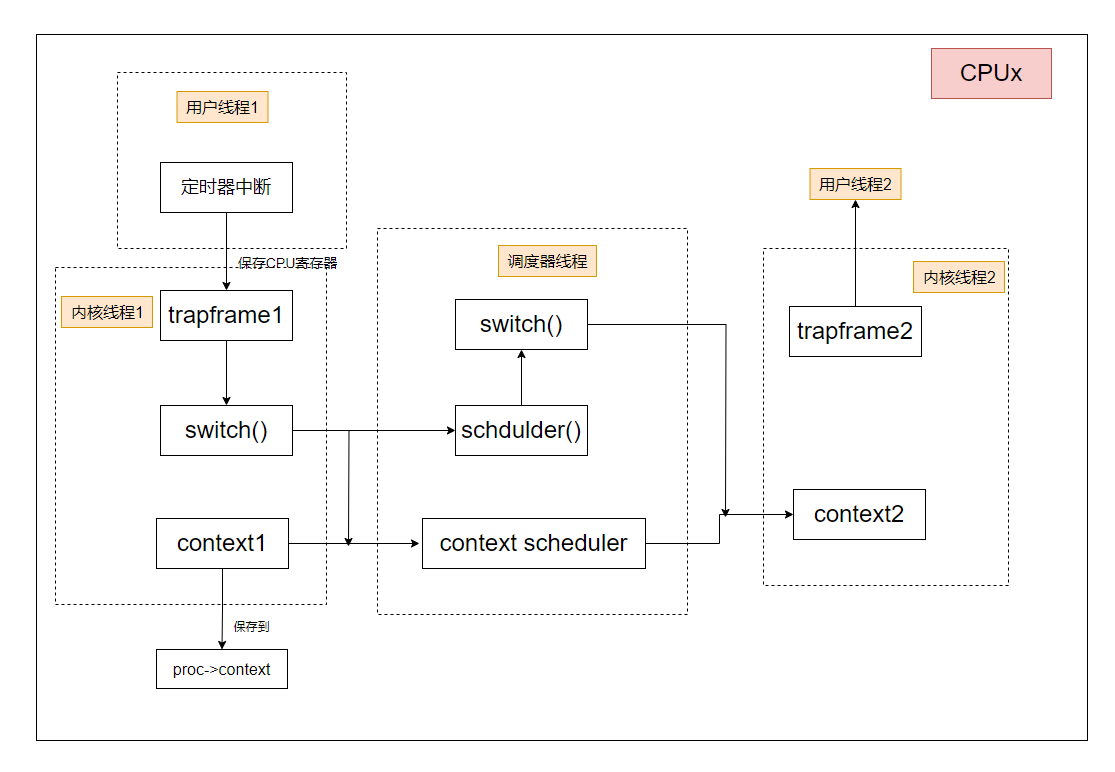 CPUx
用户线程1
定时器中断
保存CPU寄存器
内核线程1
trapframe1
switch()
context1
保存到
proc->context
调度器线程
switch()
schdulder()
context scheduler
用户线程2
内核线程2
trapframe2
context2